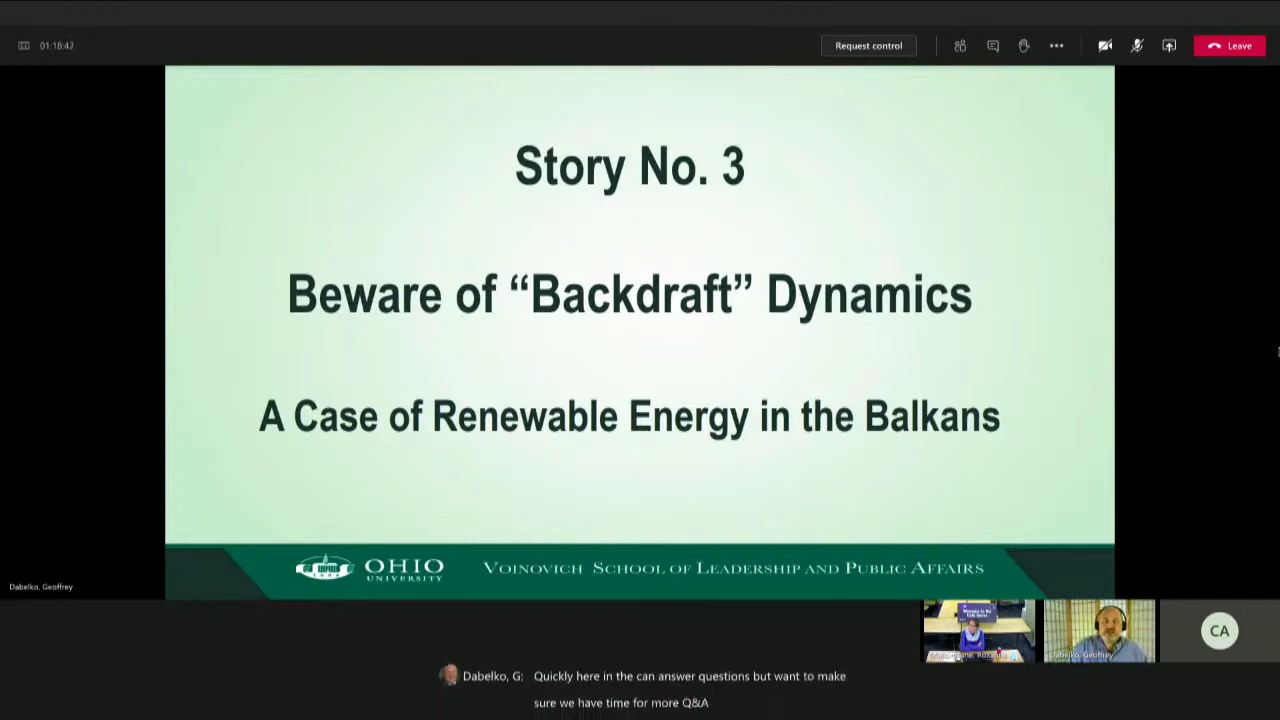 01:18:42
Request control
Leave
Story No. 3
Beware of “Backdraft” Dynamics
A Case of Renewable Energy in the Balkans
OHIO
UNIVERSITY
VOINOVICH SCHOOL OF LEADERSHIP AND PUBLIC AFFAIRS
Dabelko, Geoffrey
Dabelko, Geoffrey
CA
Dabelko, G: Quickly here in the can answer questions but want to make
sure we have time for more Q&A